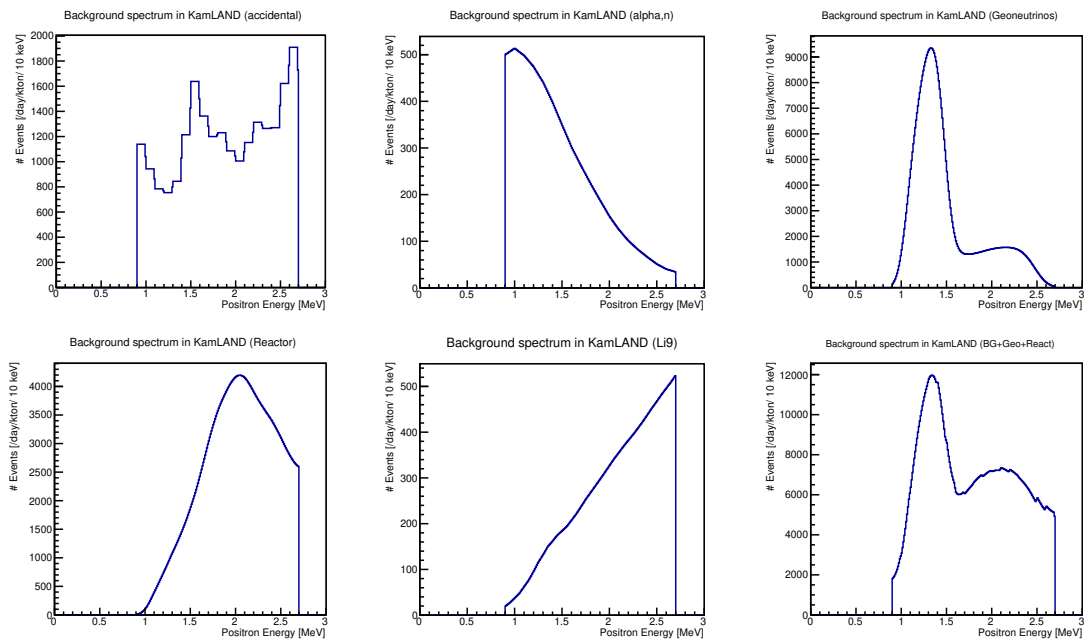 Background spectrum in KamLAND (accidental)
# Events [/day/kton/ 10 keV]
2000
1800
1600
1400
1200
1000
800
600
400
200
0
0 0.5 1 1.5 2 2.5 3
Positron Energy [MeV]
Background spectrum in KamLAND (alpha,n)
# Events [/day/kton/ 10 keV]
500
400
300
200
100
0
0 0.5 1 1.5 2 2.5 3
Positron Energy [MeV]
Background spectrum in KamLAND (Geoneutrinos)
# Events [/day/kton/ 10 keV]
9000
8000
7000
6000
5000
4000
3000
2000
1000
0
0 0.5 1 1.5 2 2.5 3
Positron Energy [MeV]
Background spectrum in KamLAND (Reactor)
# Events [/day/kton/ 10 keV]
4000
3500
3000
2500
2000
1500
1000
500
0
0 0.5 1 1.5 2 2.5 3
Positron Energy [MeV]
Background spectrum in KamLAND (Li9)
# Events [/day/kton/ 10 keV]
500
400
300
200
100
0
0 0.5 1 1.5 2 2.5 3
Positron Energy [MeV]
Background spectrum in KamLAND (BG+Geo+React)
# Events [/day/kton/ 10 keV]
12000
10000
8000
6000
4000
2000
0
0 0.5 1 1.5 2 2.5 3
Positron Energy [MeV]